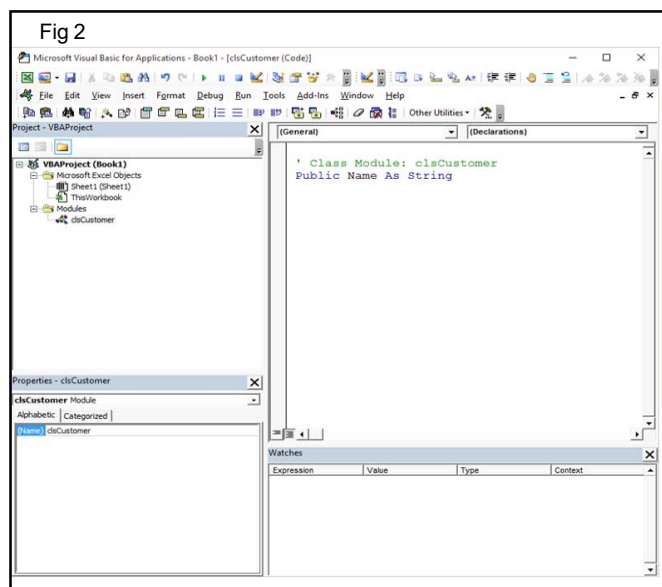 Fig 2
Microsoft Visual Basic for Applications - Book1 - [clsCustomer (Code)]
File Edit View Insert Format Debug Run Tools Add-Ins Window Help
Other Utilities
Project - VBAProject
(General) (Declarations)
VBAProject (Book1)
Microsoft Excel Objects
Sheet1 (Sheet1)
ThisWorkbook
Modules
clsCustomer
' Class Module: clsCustomer
Public Name As String
Properties - clsCustomer
clsCustomer Module
Alphabetic Categorized
(Name) clsCustomer
Watches
Expression Value Type Context